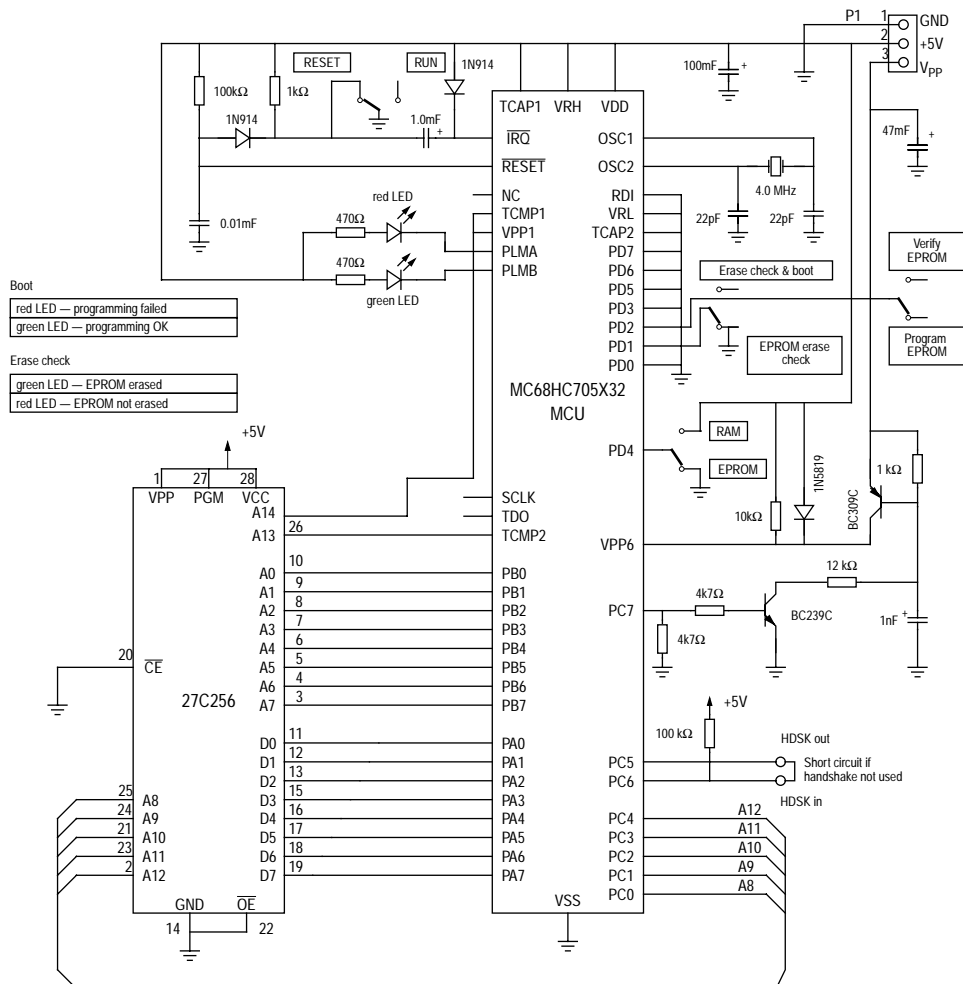 P1
1
GND
2
+5V
3
VPP
RESET
RUN
1N914
100mF
+
100kΩ
1kΩ
TCAP1
VRH
VDD
47mF
+
1N914
1.0mF
+
IRQ
OSC1
RESET
OSC2
4.0 MHz
NC
RDI
red LED
TCMP1
VRL
22pF
22pF
0.01mF
470Ω
VPP1
TCAP2
PLMA
PD7
Verify
EPROM
470Ω
PLMB
PD6
Erase check & boot
green LED
PD5
Boot
PD3
red LED — programming failed
green LED — programming OK
PD2
Program
EPROM
PD1
EPROM erase
check
Erase check
PD0
green LED — EPROM erased
red LED — EPROM not erased
MC68HC705X32
MCU
+5V
RAM
PD4
EPROM
1N5819
1 kΩ
1
27
28
VPP
PGM
VCC
BC309C
SCLK
A14
TDO
10kΩ
A13
26
TCMP2
VPP6
A0
10
PB0
A1
9
PB1
12 kΩ
A2
8
PB2
PC7
4k7Ω
BC239C
A3
7
PB3
1nF
+
A4
6
PB4
4k7Ω
20
CE
A5
5
PB5
A6
4
PB6
27C256
A7
3
PB7
+5V
D0
11
PA0
100 kΩ
HDSK out
D1
12
PA1
PC5
Short circuit if
handshake not used
D2
13
PA2
PC6
25
A8
D3
15
PA3
HDSK in
24
A9
D4
16
PA4
PC4
A12
21
A10
D5
17
PA5
PC3
A11
23
A11
D6
18
PA6
PC2
A10
2
A12
D7
19
PA7
PC1
A9
PC0
A8
GND
OE
VSS
14
22